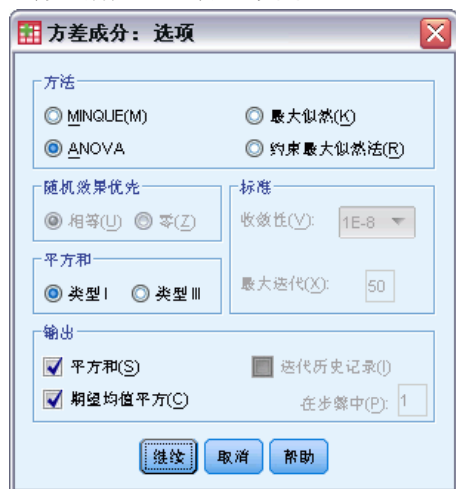 方差成分: 选项
方法
MINQUE(M)
最大似然(K)
ANOVA
约束最大似然法(R)
随机效果优先
相等(U)
零(Z)
标准
收敛性(V):
1E-8
最大迭代(X):
50
平方和
类型 I
类型 III
输出
平方和(S)
迭代历史记录(I)
期望均值平方(C)
在步骤中(P):
1
继续
取消
帮助